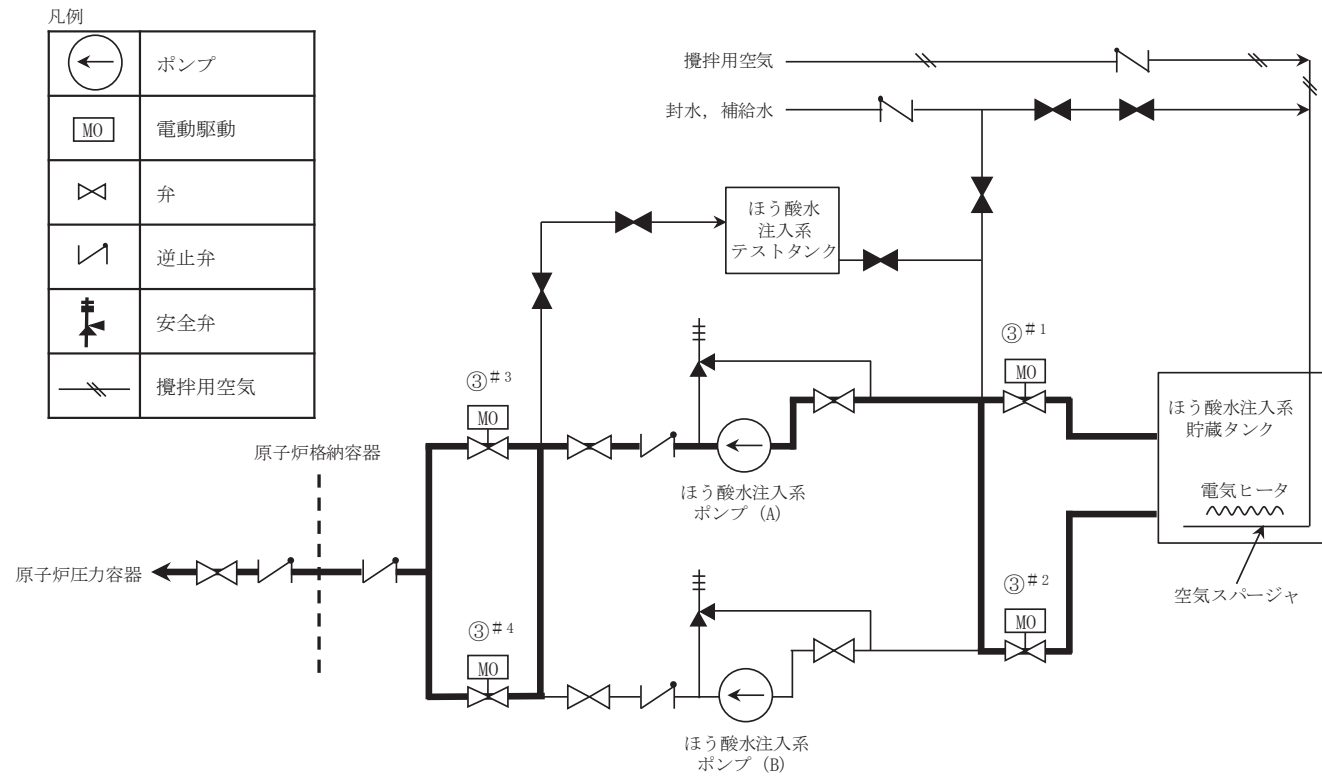 凡例
ポンプ
MO
電動駆動
弁
逆止弁
安全弁
攪拌用空気
攪拌用空気
封水，補給水
ほう酸水
注入系
テストタンク
③＃1
MO
③＃3
MO
ほう酸水注入系
貯蔵タンク
電気ヒータ
空気スパージャ
原子炉格納容器
ほう酸水注入系
ポンプ（A）
原子炉圧力容器
③＃2
MO
③＃4
MO
ほう酸水注入系
ポンプ（B）